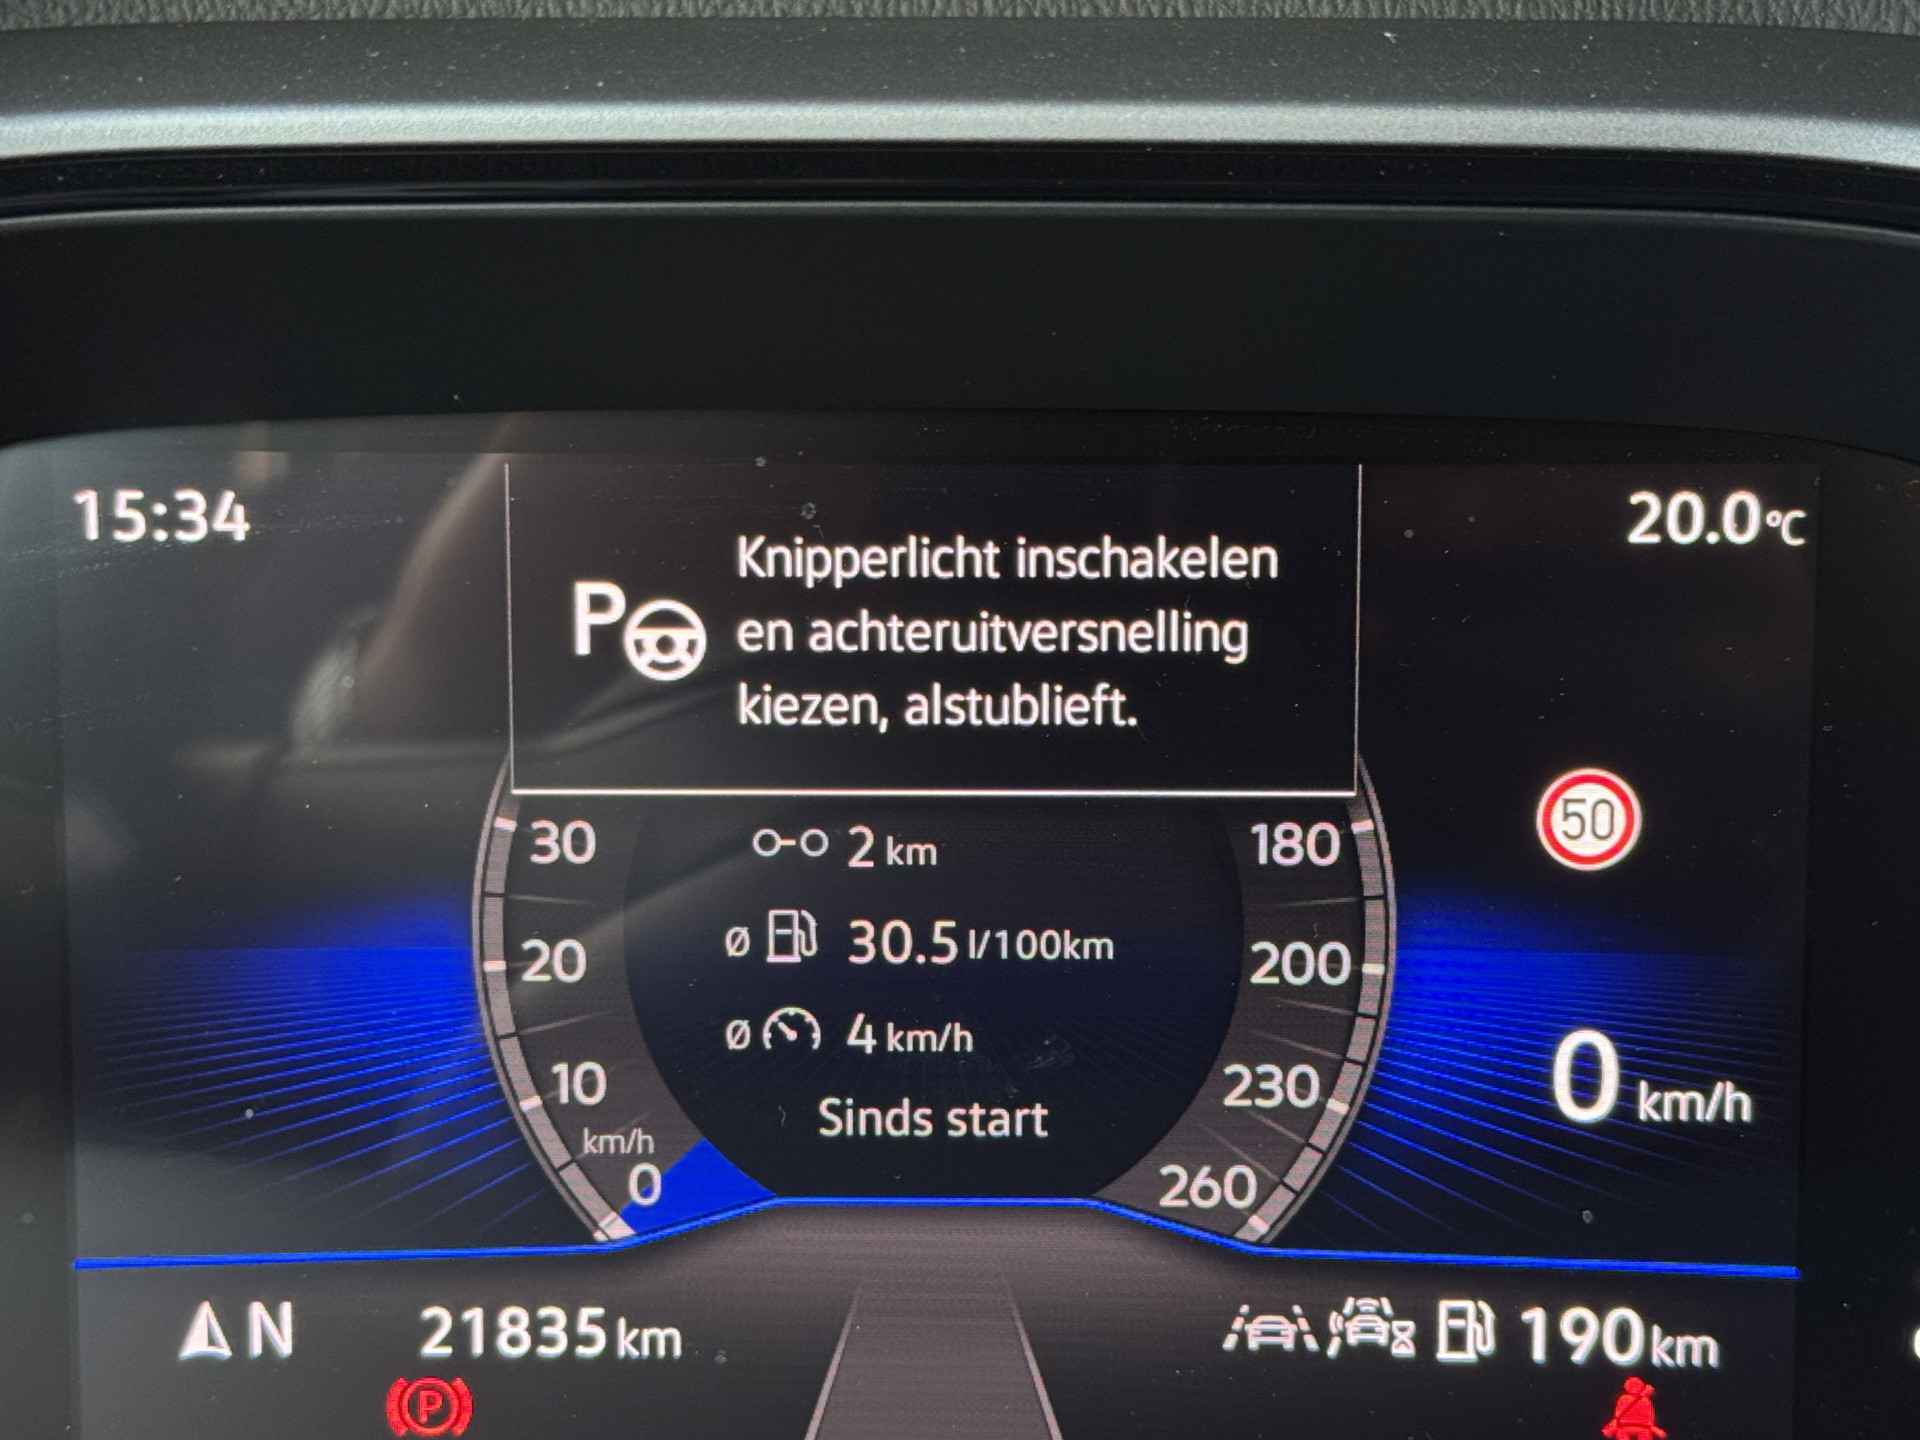 15:34
20.0°C
P
Knipperlicht inschakelen
en achteruitversnelling
kiezen, alstublieft.
50
30
2 km
180
20
ø 30.5 l/100km
200
ø 4 km/h
10
230
0 km/h
Sinds start
km/h
0
260
N
21835 km
190 km
P